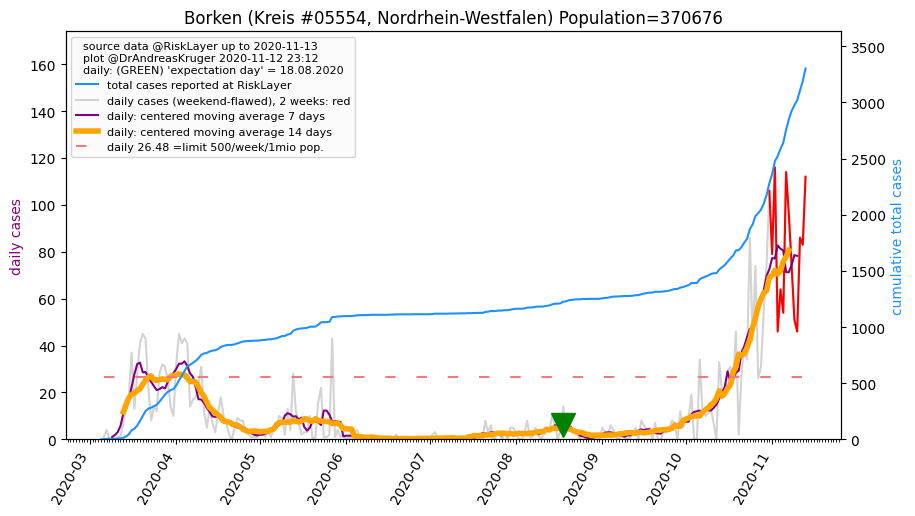 Borken (Kreis #05554, Nordrhein-Westfalen) Population=370676
source data @RiskLayer up to 2020-11-13
plot @DrAndreasKruger 2020-11-12 23:12
daily: (GREEN) 'expectation day' = 18.08.2020
total cases reported at RiskLayer
daily cases (weekend-flawed), 2 weeks: red
daily: centered moving average 7 days
daily: centered moving average 14 days
daily 26.48 =limit 500/week/1mio pop.
daily cases
160
140
120
100
80
60
40
20
0
3500
3000
2500
2000
1500
1000
500
0
cumulative total cases
2020-03
2020-04
2020-05
2020-06
2020-07
2020-08
2020-09
2020-10
2020-11